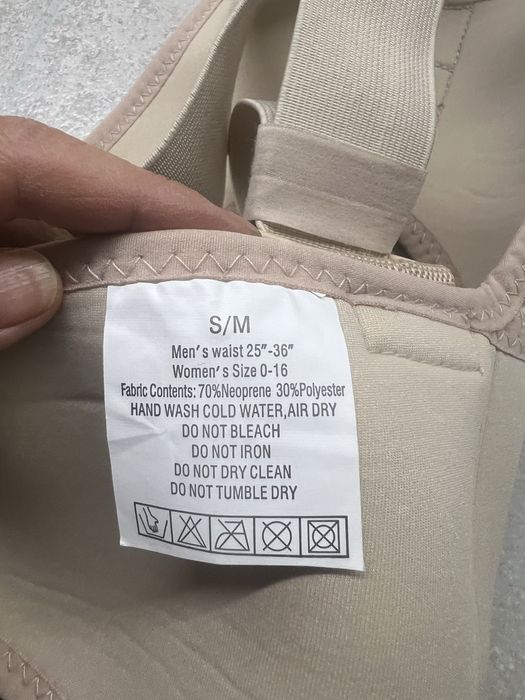 S/M
Men's waist 25"-36"
Women's Size 0-16
Fabric Contents: 70%Neoprene 30%Polyester
HAND WASH COLD WATER,AIR DRY
DO NOT BLEACH
DO NOT IRON
DO NOT DRY CLEAN
DO NOT TUMBLE DRY